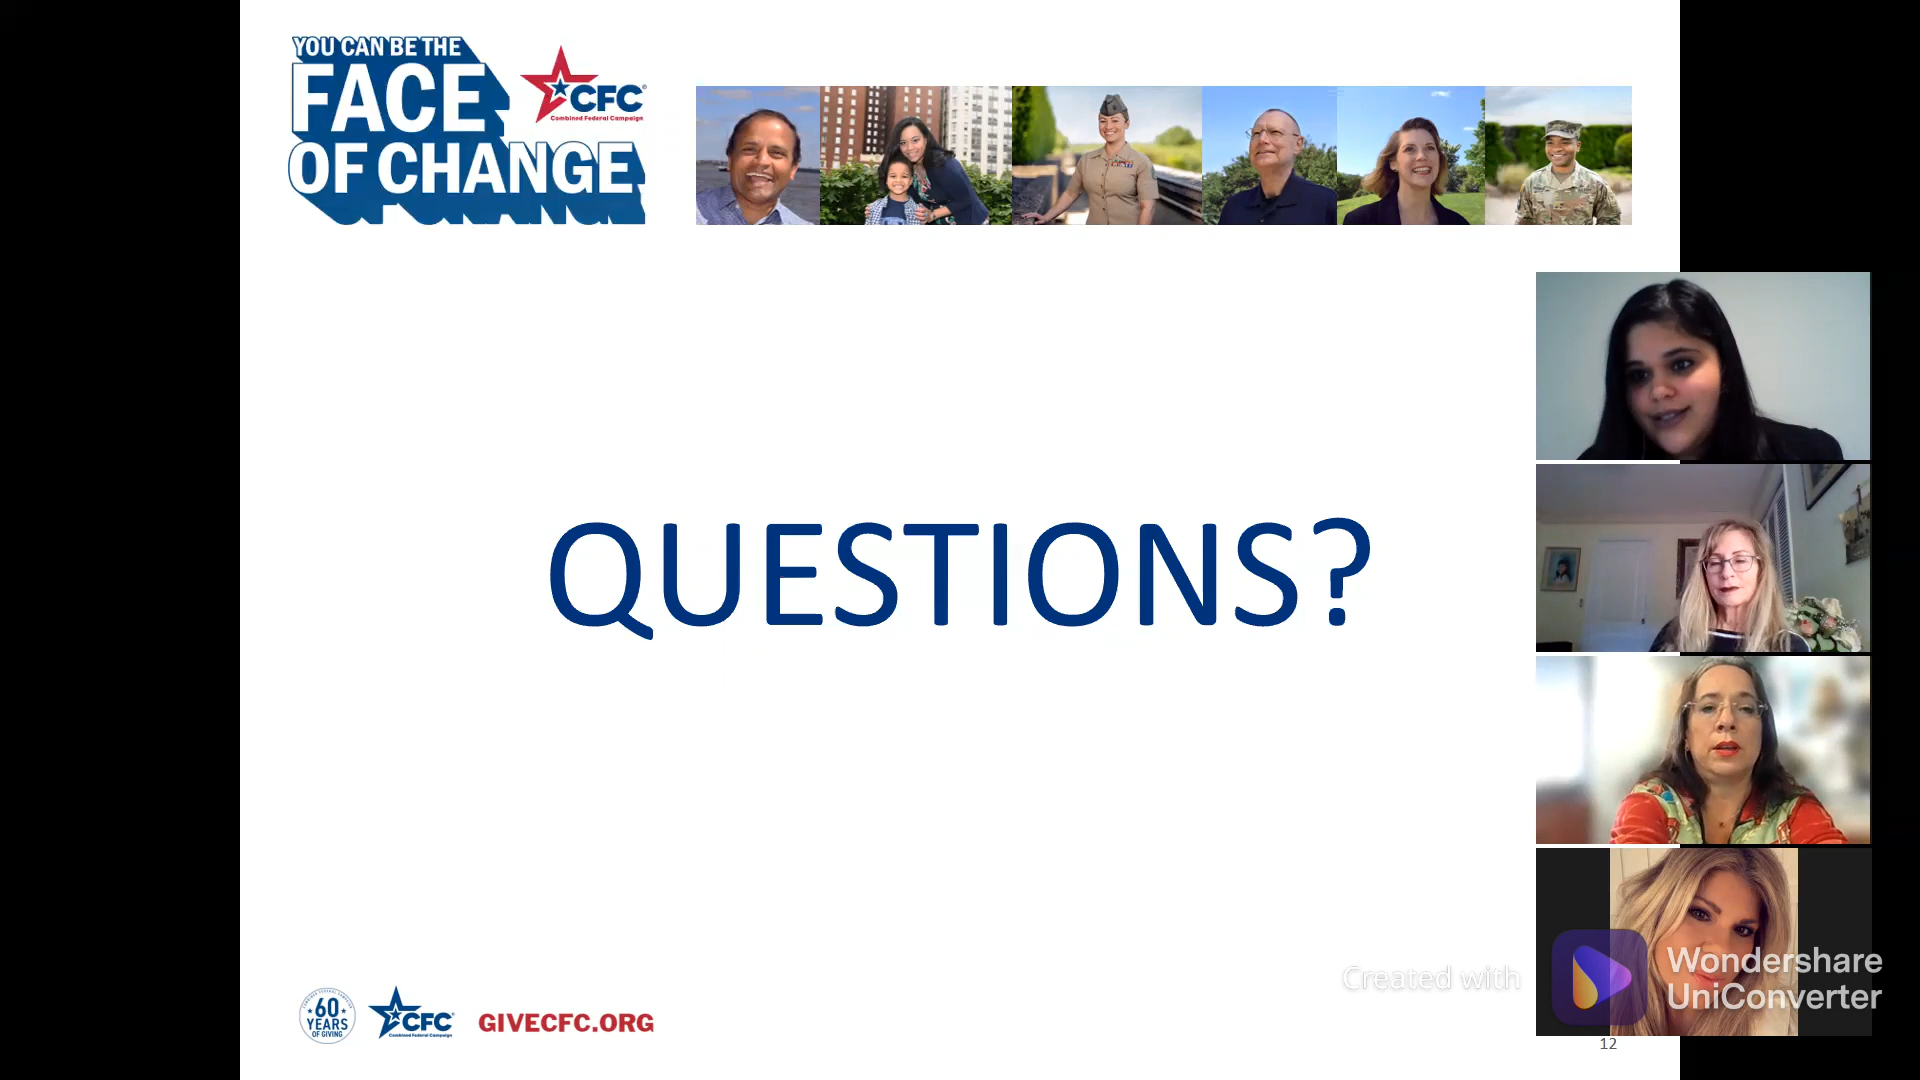 YOU CAN BE THE
FACE
OF CHANGE
CFC
Combined Federal Campaign
QUESTIONS?
60
YEARS
OF GIVING
CFC
Combined Federal Campaign
GIVECFC.ORG
Created with
Wondershare
UniConverter
12